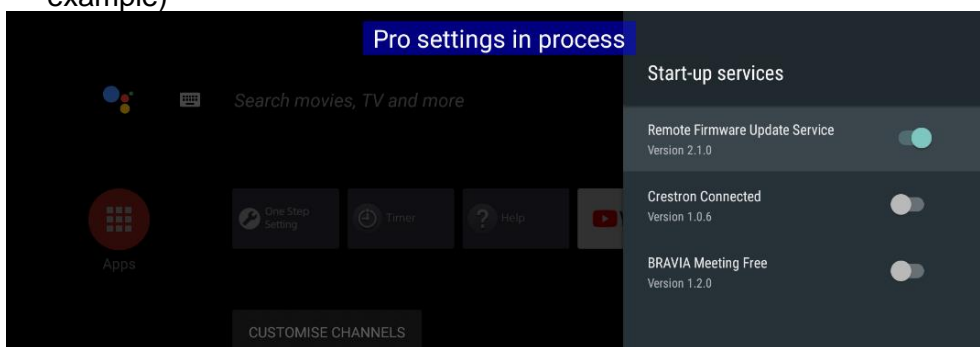 example)
Pro settings in process
Start-up services
Search movies, TV and more
Remote Firmware Update Service
Version 2.1.0
Crestron Connected
Version 1.0.6
BRAVIA Meeting Free
Version 1.2.0
One Step
Setting
Timer
Help
Apps
CUSTOMISE CHANNELS